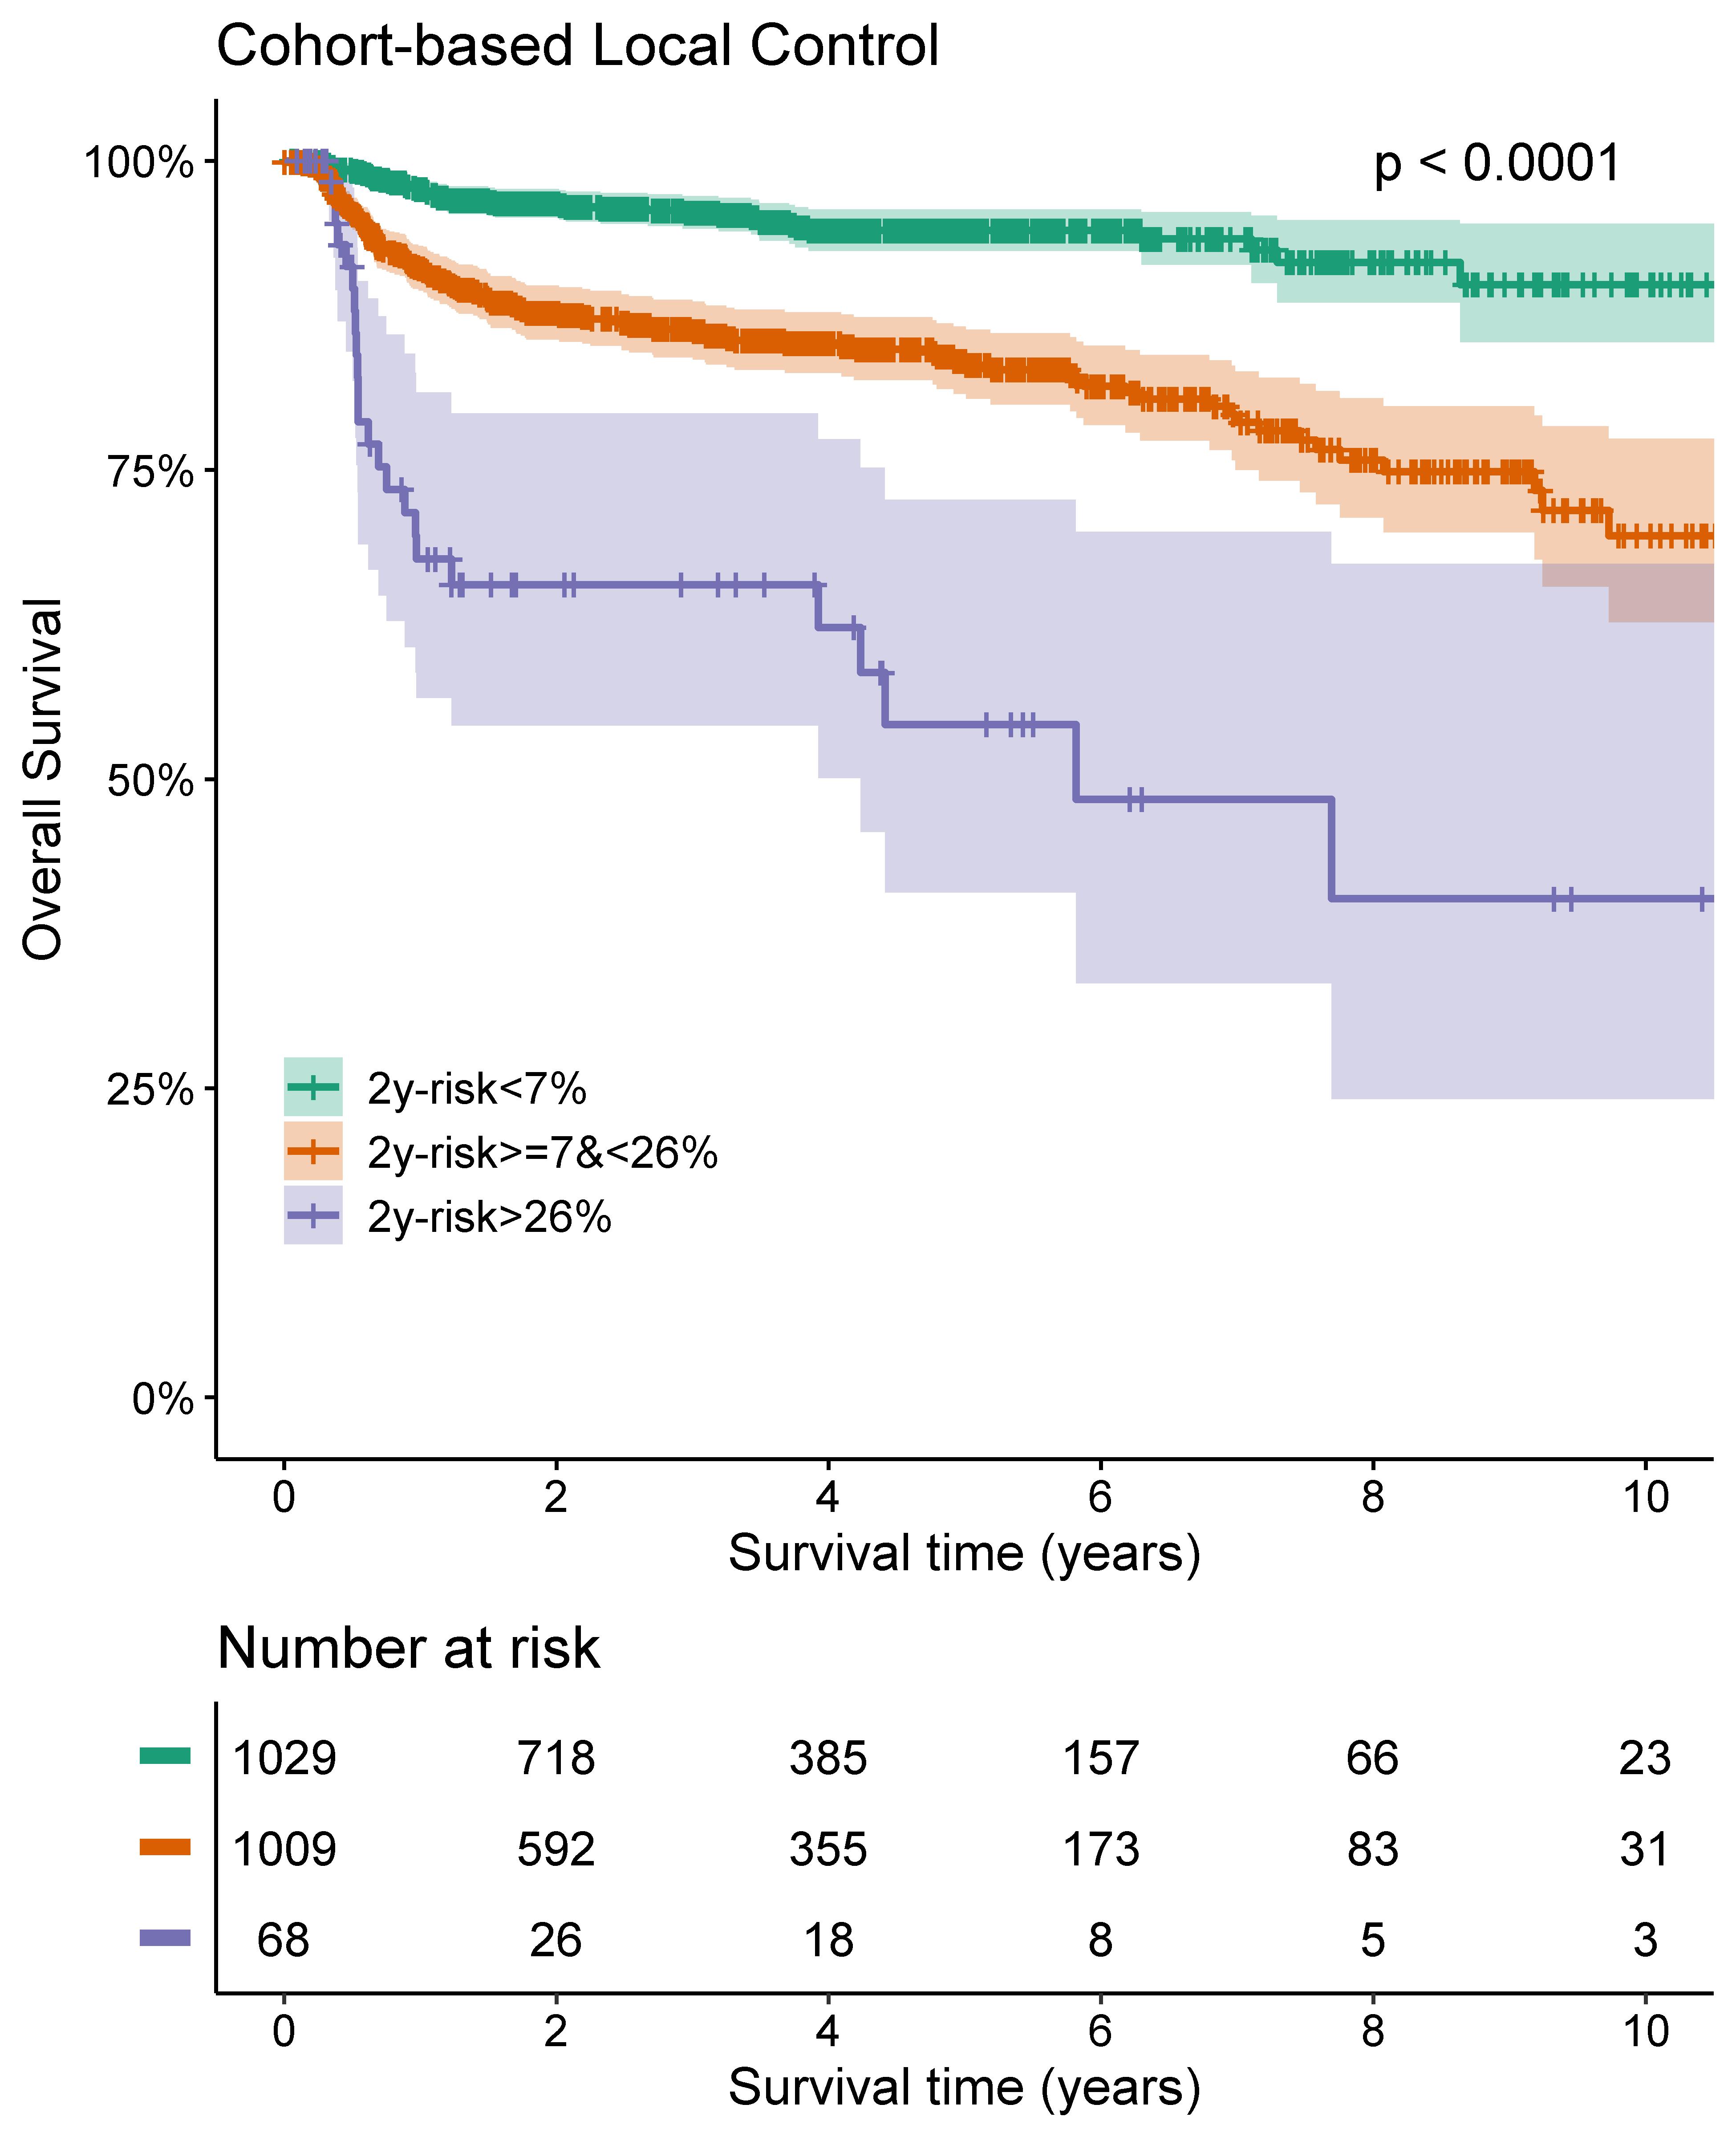 Cohort-based Local Control
p < 0.0001
100%
75%
50%
25%
0%
Overall Survival
2y-risk<7%
2y-risk>=7&<26%
2y-risk>26%
0 2 4 6 8 10
Survival time (years)
Number at risk
1029 718 385 157 66 23
1009 592 355 173 83 31
68 26 18 8 5 3
0 2 4 6 8 10
Survival time (years)